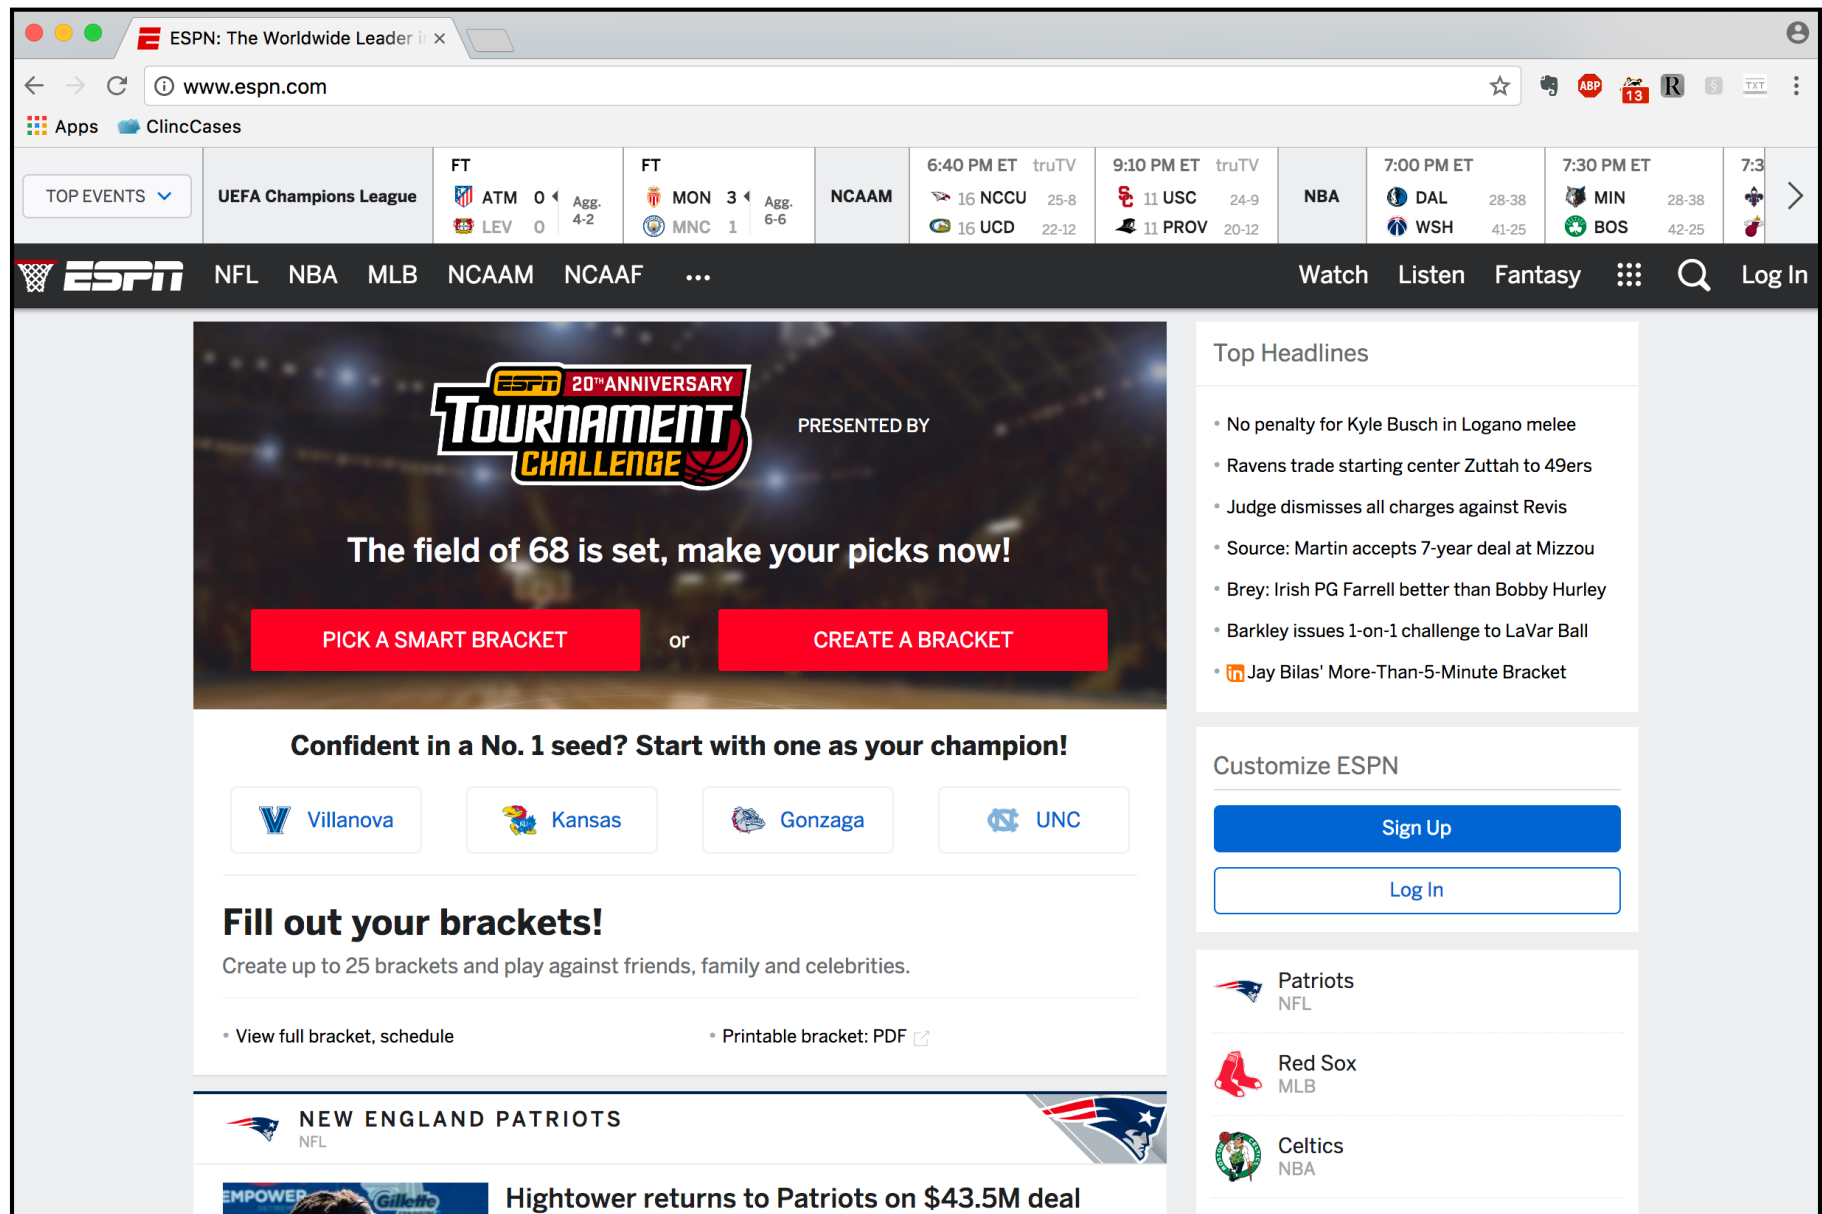 ESPN: The Worldwide Leader in
www.espn.com
ABP
13
R
§
TXT
Apps
ClincCases
TOP EVENTS
UEFA Champions League
FT
ATM 0
LEV 0
Agg.
4-2
FT
MON 3
MNC 1
Agg.
6-6
NCAAM
6:40 PM ET truTV
16 NCCU 25-8
16 UCD 22-12
9:10 PM ET truTV
11 USC 24-9
11 PROV 20-12
NBA
7:00 PM ET
DAL 28-38
WSH 41-25
7:30 PM ET
MIN 28-38
BOS 42-25
7:3
ESPN NFL NBA MLB NCAAM NCAAF ... Watch Listen Fantasy Log In
ESPN 20TH ANNIVERSARY
TOURNAMENT
CHALLENGE
PRESENTED BY
The field of 68 is set, make your picks now!
PICK A SMART BRACKET or CREATE A BRACKET
Confident in a No. 1 seed? Start with one as your champion!
Villanova Kansas Gonzaga UNC
Fill out your brackets!
Create up to 25 brackets and play against friends, family and celebrities.
• View full bracket, schedule
• Printable bracket: PDF
NEW ENGLAND PATRIOTS
NFL
EMPOWER
Gillette
Hightower returns to Patriots on $43.5M deal
Top Headlines
• No penalty for Kyle Busch in Logano melee
• Ravens trade starting center Zuttah to 49ers
• Judge dismisses all charges against Revis
• Source: Martin accepts 7-year deal at Mizzou
• Brey: Irish PG Farrell better than Bobby Hurley
• Barkley issues 1-on-1 challenge to LaVar Ball
• in Jay Bilas' More-Than-5-Minute Bracket
Customize ESPN
Sign Up
Log In
Patriots
NFL
Red Sox
MLB
Celtics
NBA